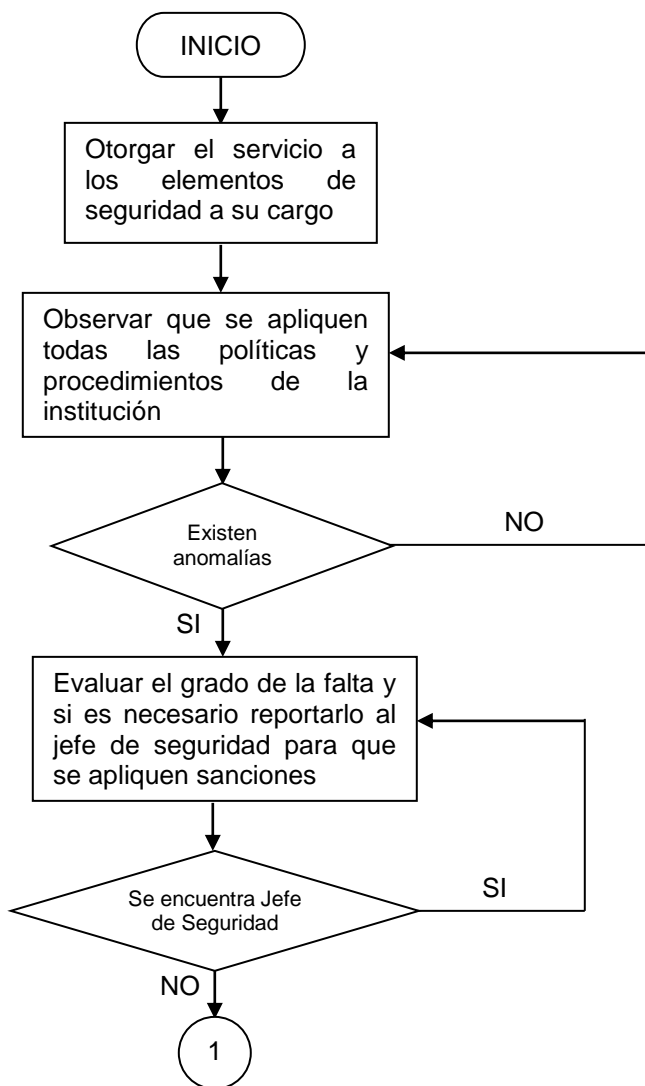 INICIO
Otorgar el servicio a
los elementos de
seguridad a su cargo
Observar que se apliquen
todas las políticas y
procedimientos de la
institución
Existen
anomalías
NO
SI
Evaluar el grado de la falta y
si es necesario reportarlo al
jefe de seguridad para que
se apliquen sanciones
Se encuentra Jefe
de Seguridad
SI
NO
1